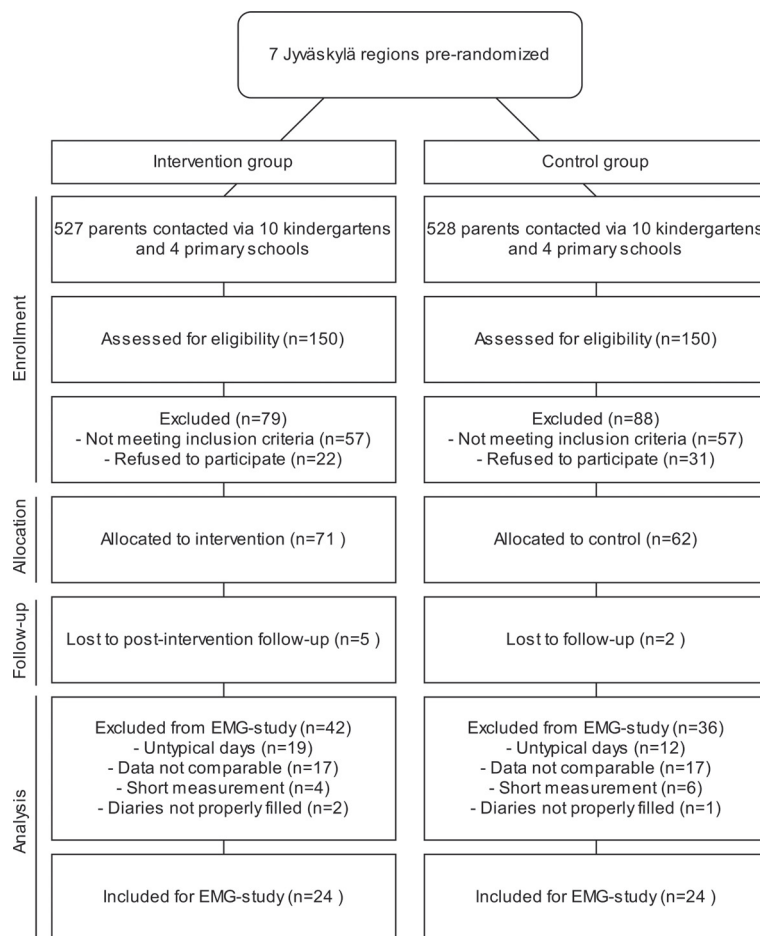 7 Jyväskylä regions pre-randomized
Intervention group
Control group
Enrollment
527 parents contacted via 10 kindergartens
and 4 primary schools
528 parents contacted via 10 kindergartens
and 4 primary schools
Assessed for eligibility (n=150)
Assessed for eligibility (n=150)
Excluded (n=79)
- Not meeting inclusion criteria (n=57)
- Refused to participate (n=22)
Excluded (n=88)
- Not meeting inclusion criteria (n=57)
- Refused to participate (n=31)
Allocation
Allocated to intervention (n=71 )
Allocated to control (n=62)
Follow-up
Lost to post-intervention follow-up (n=5 )
Lost to follow-up (n=2 )
Analysis
Excluded from EMG-study (n=42)
- Untypical days (n=19)
- Data not comparable (n=17)
- Short measurement (n=4)
- Diaries not properly filled (n=2)
Excluded from EMG-study (n=36)
- Untypical days (n=12)
- Data not comparable (n=17)
- Short measurement (n=6)
- Diaries not properly filled (n=1)
Included for EMG-study (n=24 )
Included for EMG-study (n=24 )